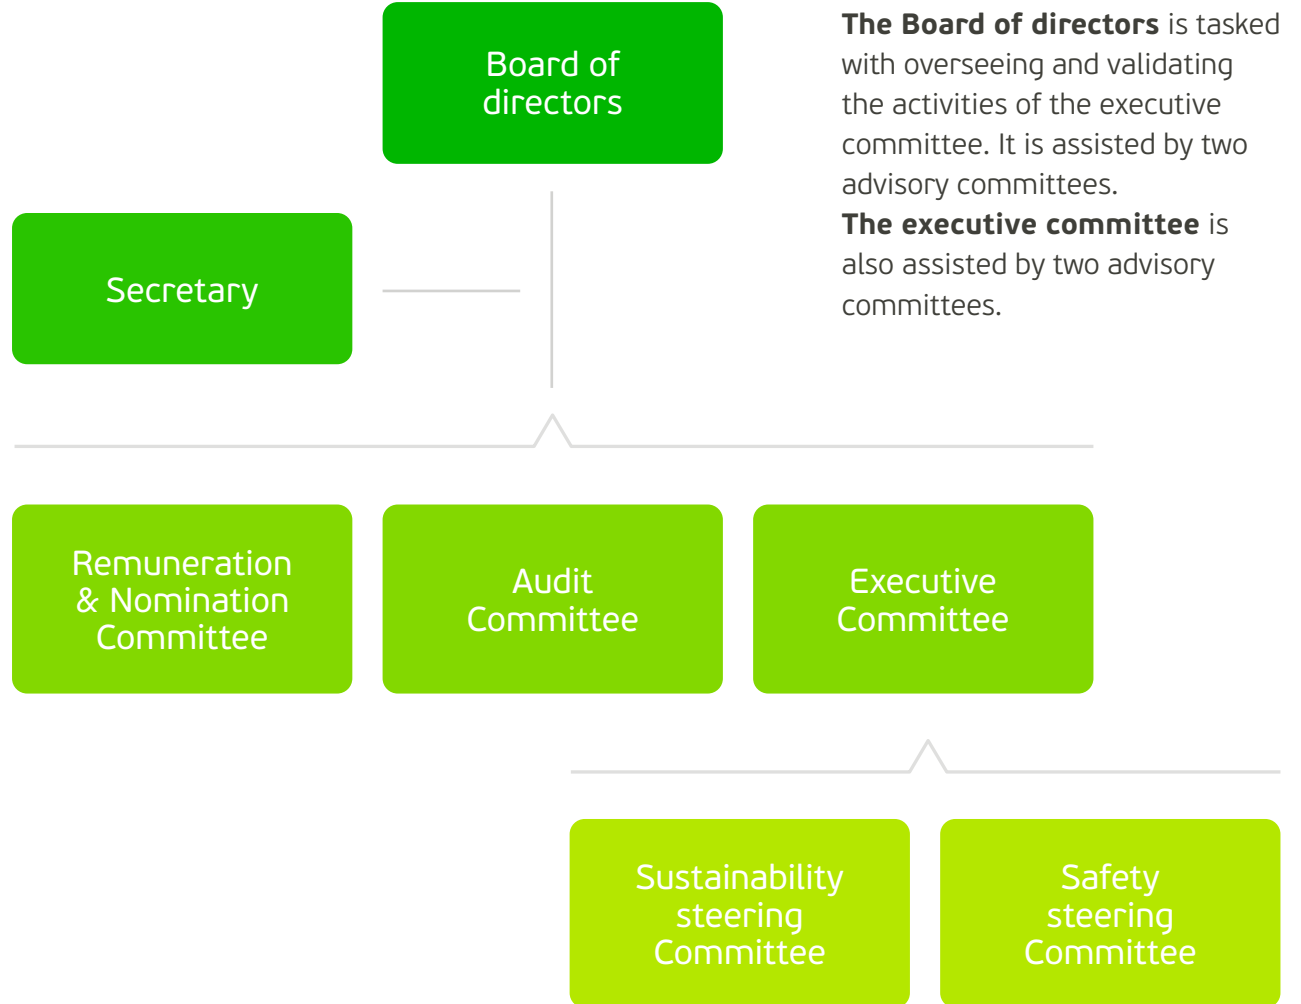 Board of
directors
The Board of directors is tasked
with overseeing and validating
the activities of the executive
committee. It is assisted by two
advisory committees.
The executive committee is
also assisted by two advisory
committees.
Secretary
Remuneration
& Nomination
Committee
Audit
Committee
Executive
Committee
Sustainability
steering
Committee
Safety
steering
Committee